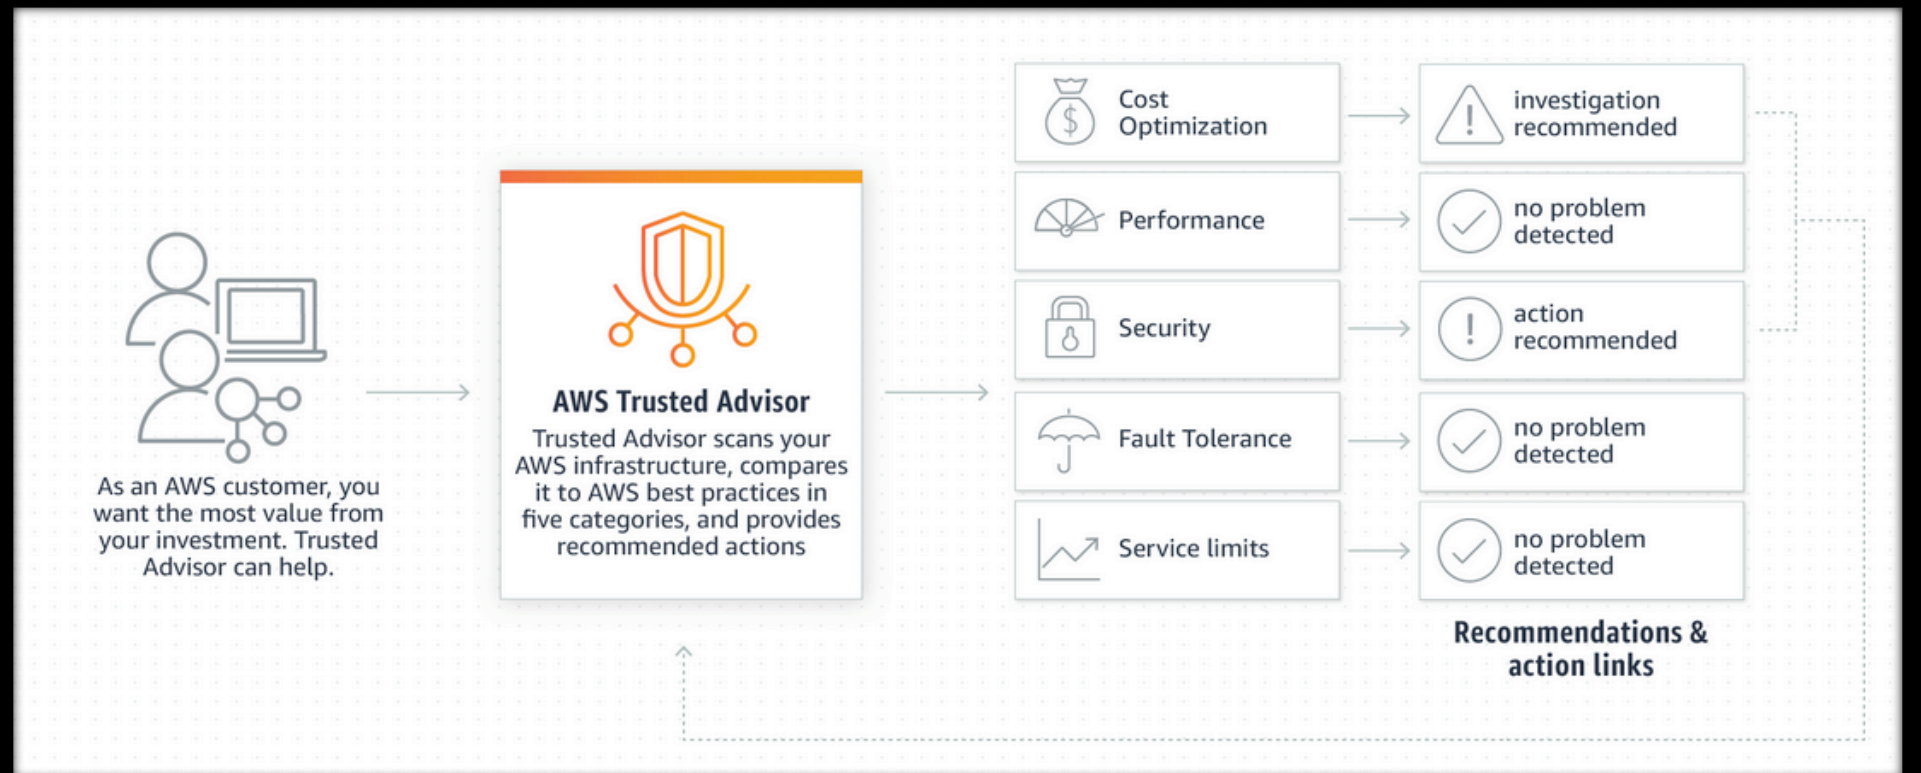 As an AWS customer, you
want the most value from
your investment. Trusted
Advisor can help.
AWS Trusted Advisor
Trusted Advisor scans your
AWS infrastructure, compares
it to AWS best practices in
five categories, and provides
recommended actions
$
Cost
Optimization
!
investigation
recommended
Performance
no problem
detected
Security
!
action
recommended
Fault Tolerance
no problem
detected
Service limits
no problem
detected
Recommendations &
action links